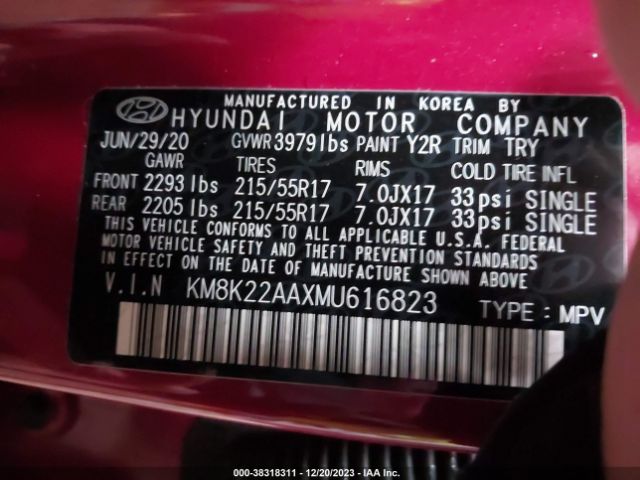 MANUFACTURED IN KOREA BY
HYUNDAI MOTOR COMPANY
JUN/29/20 GVWR 3979lbs PAINT Y2R TRIM TRY
GAWR TIRES RIMS COLD TIRE INFL
FRONT 2293 lbs 215/55R17 7.0JX17 33psi SINGLE
REAR 2205 lbs 215/55R17 7.0JX17 33psi SINGLE
THIS VEHICLE CONFORMS TO ALL APPLICABLE U.S.A. FEDERAL
MOTOR VEHICLE SAFETY AND THEFT PREVENTION STANDARDS
IN EFFECT ON THE DATE OF MANUFACTURE SHOWN ABOVE
V.I.N KM8K22AAXMU616823 TYPE : MPV
000-38318311 - 12/20/2023 - IAA Inc.